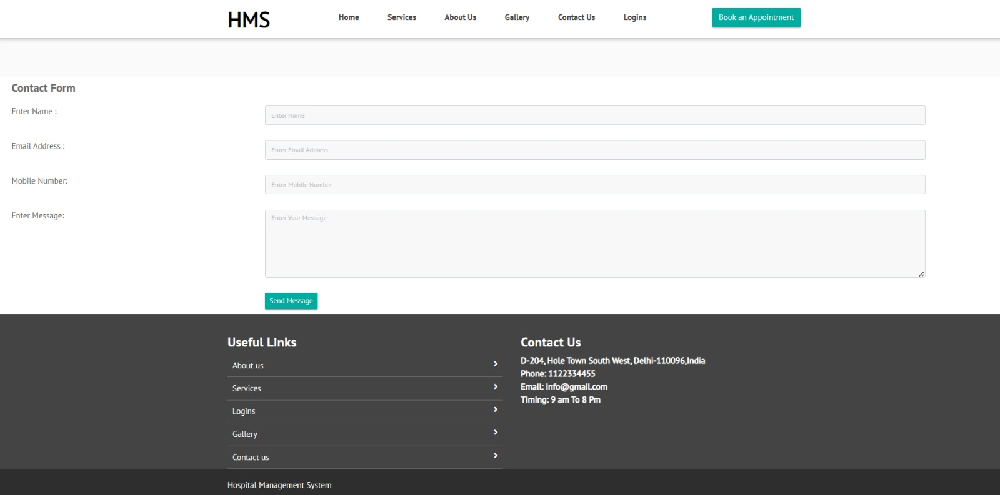 HMS
Home Services About Us Gallery Contact Us Logins
Book an Appointment
Contact Form
Enter Name :
Enter Name
Email Address :
Enter Email Address
Mobile Number:
Enter Mobile Number
Enter Message:
Enter Your Message
Send Message
Useful Links
About us
Services
Logins
Gallery
Contact us
Contact Us
D-204, Hole Town South West, Delhi-110096,India
Phone: 1122334455
Email: info@gmail.com
Timing: 9 am To 8 Pm
Hospital Management System